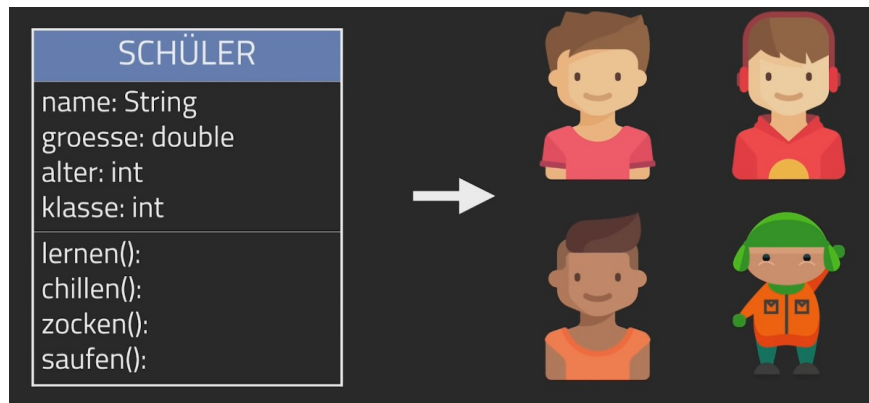 SCHÜLER
name: String
groesse: double
alter: int
klasse: int
lernen():
chillen():
zocken():
saufen():